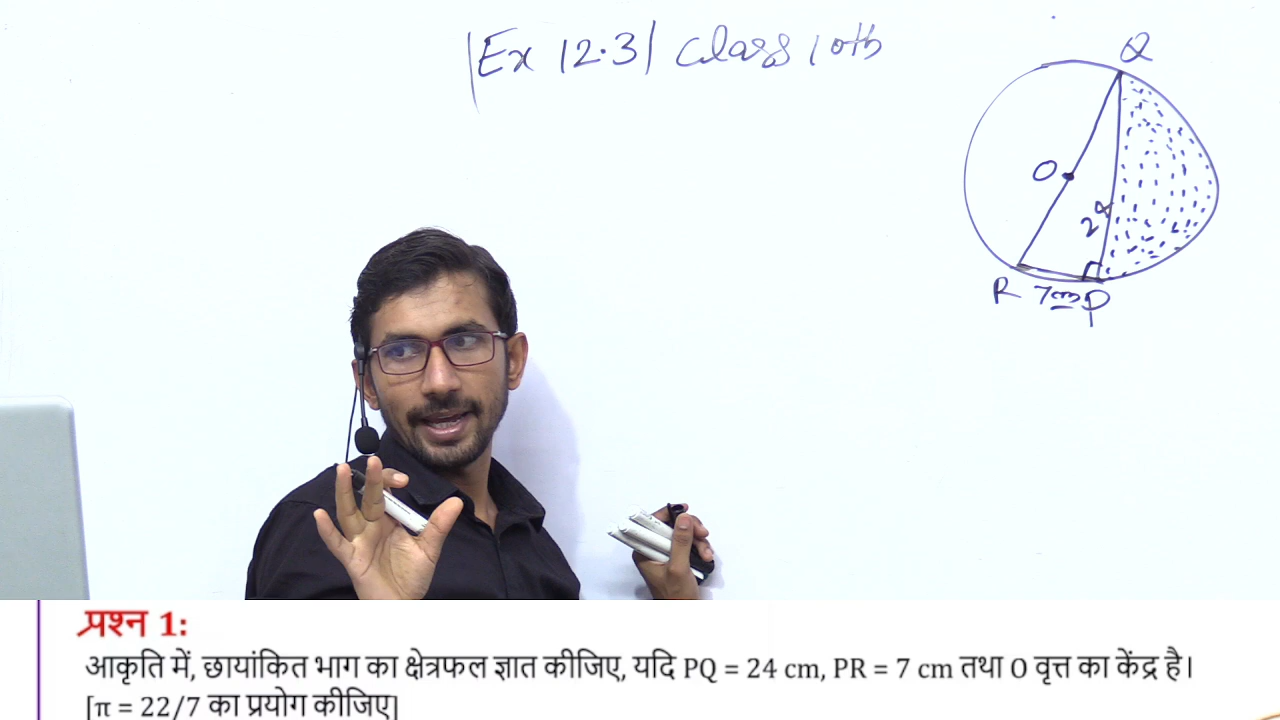 |Ex 12.3| Class 10th
Q
O
24
R 7cm P
प्रश्न 1:
आकृति में, छायांकित भाग का क्षेत्रफल ज्ञात कीजिए, यदि PQ = 24 cm, PR = 7 cm तथा O वृत्त का केंद्र है।
[π = 22/7 का प्रयोग कीजिए]